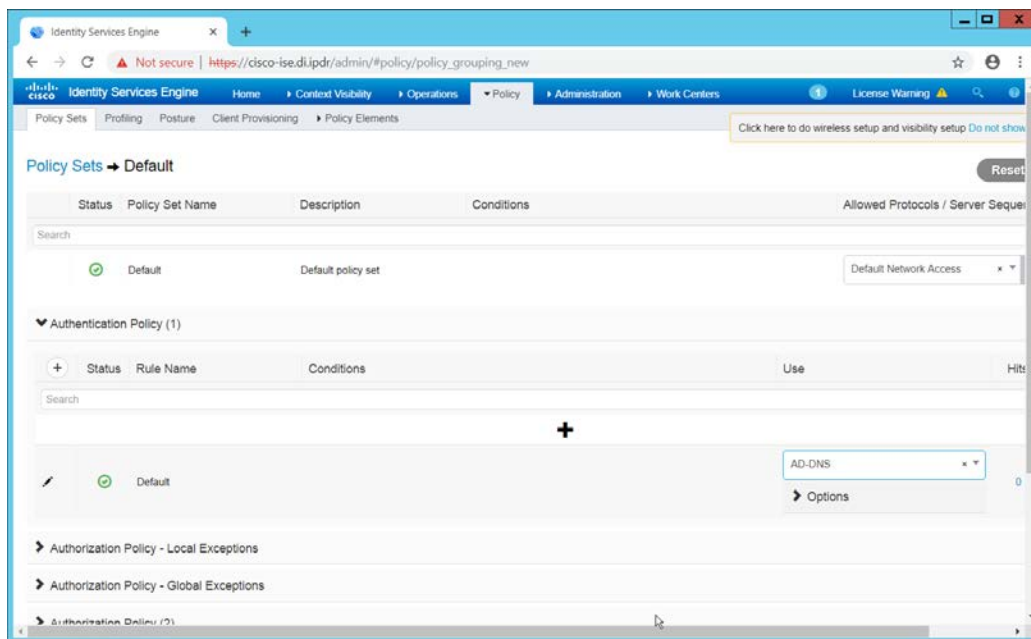 Identity Services Engine
Not secure | https://cisco-ise.di.ipdr/admin/#policy/policy_grouping_new
cisco Identity Services Engine Home Context Visibility Operations Policy Administration Work Centers 1 License Warning
Policy Sets Profiling Posture Client Provisioning Policy Elements
Click here to do wireless setup and visibility setup Do not show
Policy Sets → Default
Reset
Status Policy Set Name Description Conditions Allowed Protocols / Server Sequen
Search
Default Default policy set Default Network Access
Authentication Policy (1)
+ Status Rule Name Conditions Use Hits
Search
+
Default AD-DNS 0
Options
Authorization Policy - Local Exceptions
Authorization Policy - Global Exceptions
Authorization Policy (2)